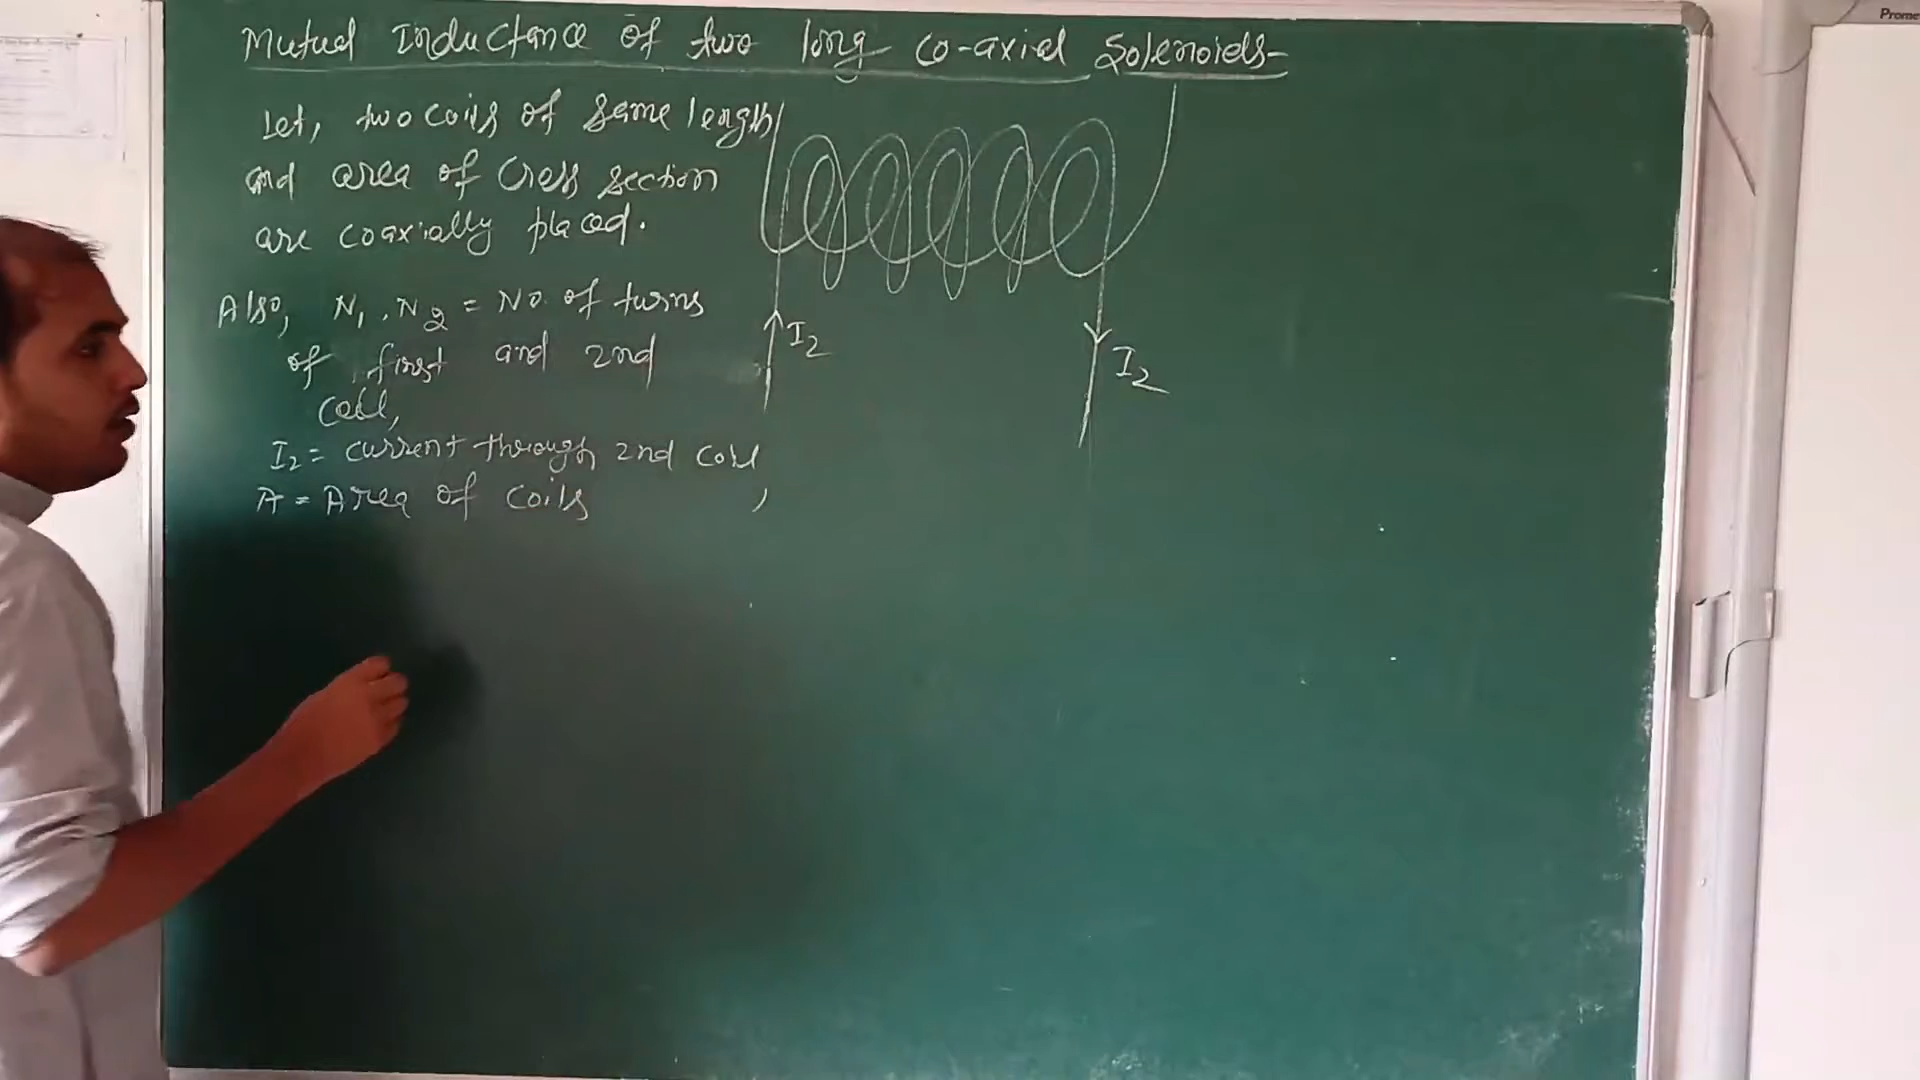 Mutual Inductance of two long co-axial Solenoids-
Let, two coils of same length
and area of Cross section
are coaxially placed.
Also, N₁, N₂ = No. of turns
of first and 2nd
coil,
I₂ = current through 2nd coil,
A = Area of coils
I₂
I₂
Prome